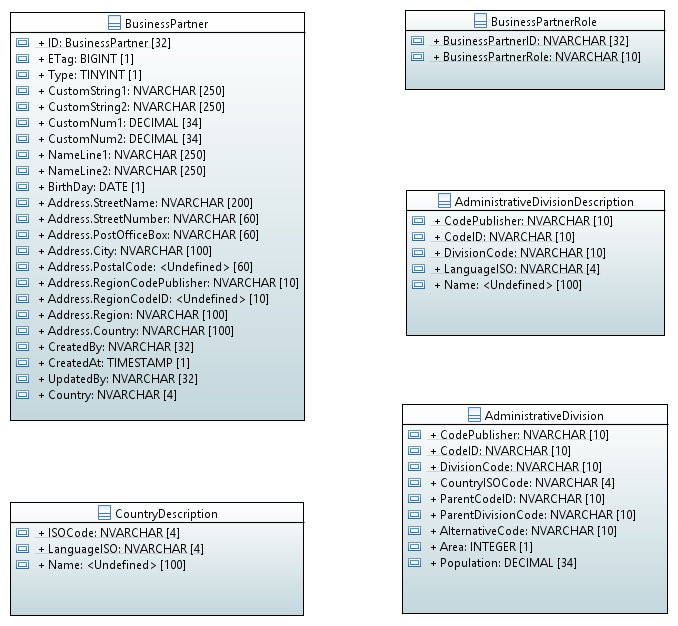 BusinessPartner
+ ID: BusinessPartner [32]
+ ETag: BIGINT [1]
+ Type: TINYINT [1]
+ CustomString1: NVARCHAR [250]
+ CustomString2: NVARCHAR [250]
+ CustomNum1: DECIMAL [34]
+ CustomNum2: DECIMAL [34]
+ NameLine1: NVARCHAR [250]
+ NameLine2: NVARCHAR [250]
+ BirthDay: DATE [1]
+ Address.StreetName: NVARCHAR [200]
+ Address.StreetNumber: NVARCHAR [60]
+ Address.PostOfficeBox: NVARCHAR [60]
+ Address.City: NVARCHAR [100]
+ Address.PostalCode: <Undefined> [60]
+ Address.RegionCodePublisher: NVARCHAR [10]
+ Address.RegionCodeID: <Undefined> [10]
+ Address.Region: NVARCHAR [100]
+ Address.Country: NVARCHAR [100]
+ CreatedBy: NVARCHAR [32]
+ CreatedAt: TIMESTAMP [1]
+ UpdatedBy: NVARCHAR [32]
+ Country: NVARCHAR [4]
BusinessPartnerRole
+ BusinessPartnerID: NVARCHAR [32]
+ BusinessPartnerRole: NVARCHAR [10]
AdministrativeDivisionDescription
+ CodePublisher: NVARCHAR [10]
+ CodeID: NVARCHAR [10]
+ DivisionCode: NVARCHAR [10]
+ LanguageISO: NVARCHAR [4]
+ Name: <Undefined> [100]
CountryDescription
+ ISOCode: NVARCHAR [4]
+ LanguageISO: NVARCHAR [4]
+ Name: <Undefined> [100]
AdministrativeDivision
+ CodePublisher: NVARCHAR [10]
+ CodeID: NVARCHAR [10]
+ DivisionCode: NVARCHAR [10]
+ CountryISOCode: NVARCHAR [4]
+ ParentCodeID: NVARCHAR [10]
+ ParentDivisionCode: NVARCHAR [10]
+ AlternativeCode: NVARCHAR [10]
+ Area: INTEGER [1]
+ Population: DECIMAL [34]